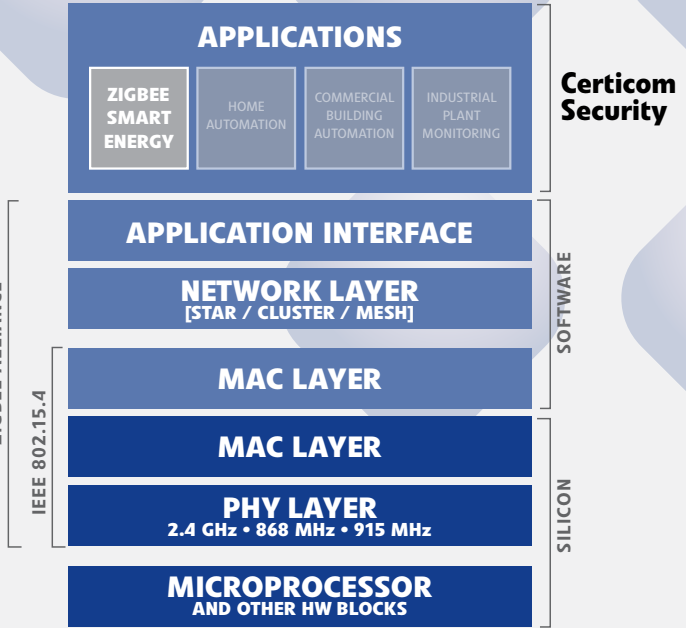 APPLICATIONS
ZIGBEE
SMART
ENERGY
HOME
AUTOMATION
COMMERCIAL
BUILDING
AUTOMATION
INDUSTRIAL
PLANT
MONITORING
Certicom
Security
APPLICATION INTERFACE
NETWORK LAYER
[STAR / CLUSTER / MESH]
MAC LAYER
SOFTWARE
MAC LAYER
PHY LAYER
2.4 GHz • 868 MHz • 915 MHz
IEEE 802.15.4
MICROPROCESSOR
AND OTHER HW BLOCKS
SILICON